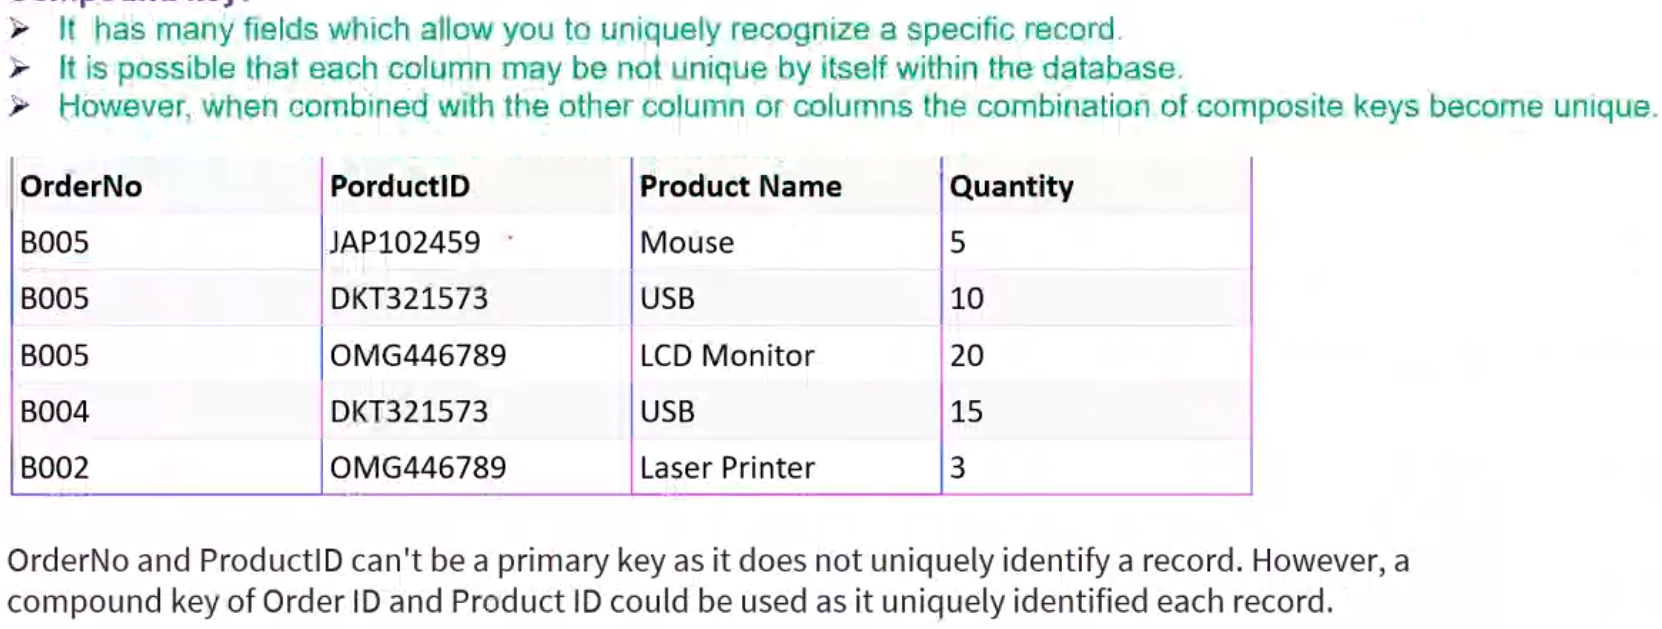 ➤ It has many fields which allow you to uniquely recognize a specific record.
➤ It is possible that each column may be not unique by itself within the database.
➤ However, when combined with the other column or columns the combination of composite keys become unique.
OrderNo PorductID Product Name Quantity
B005 JAP102459 Mouse 5
B005 DKT321573 USB 10
B005 OMG446789 LCD Monitor 20
B004 DKT321573 USB 15
B002 OMG446789 Laser Printer 3
OrderNo and ProductID can't be a primary key as it does not uniquely identify a record. However, a
compound key of Order ID and Product ID could be used as it uniquely identified each record.